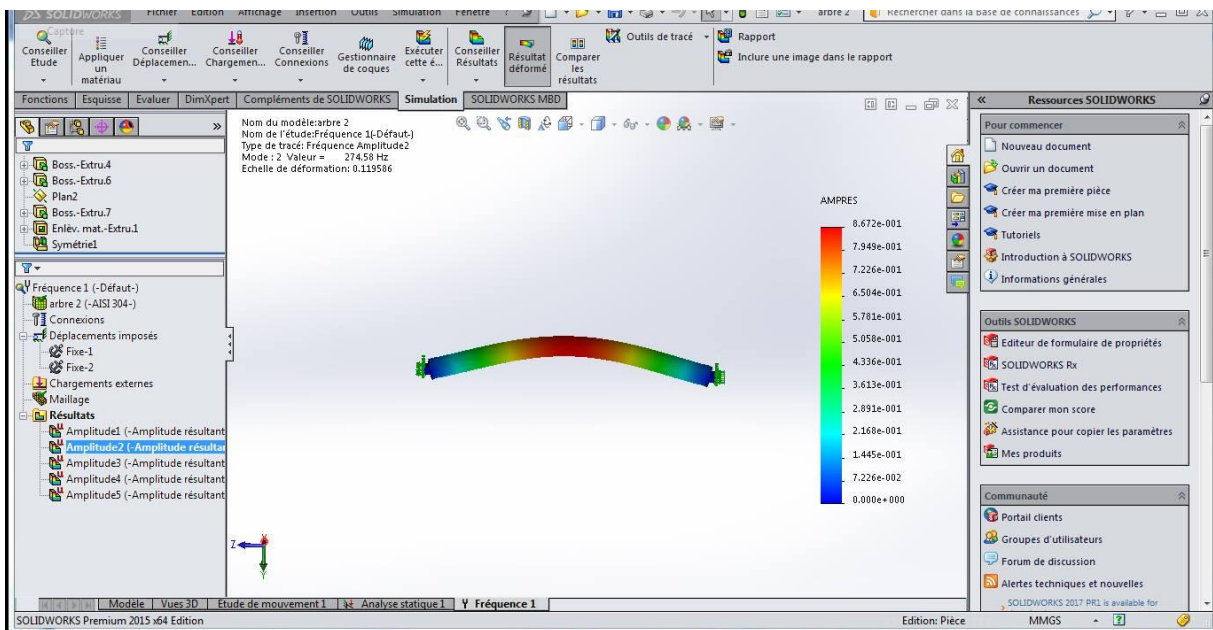 SOLIDWORKS Fichier Edition Affichage Insertion Outils Simulation Fenêtre ? arbre 2 Rechercher dans la Base de connaissances
Capture
Conseiller Etude
Appliquer un matériau
Conseiller Déplacemen...
Conseiller Chargemen...
Conseiller Connexions
Gestionnaire de coques
Exécuter cette é...
Conseiller Résultats
Résultat déformé
Comparer les résultats
Outils de tracé
Rapport
Inclure une image dans le rapport
Fonctions Esquisse Evaluer DimXpert Compléments de SOLIDWORKS Simulation SOLIDWORKS MBD
Boss.-Extru.4
Boss.-Extru.6
Plan2
Boss.-Extru.7
Enlèv. mat.-Extru.1
Symétrie1
Fréquence 1 (-Défaut-)
arbre 2 (-AISI 304-)
Connexions
Déplacements imposés
Fixe-1
Fixe-2
Chargements externes
Maillage
Résultats
Amplitude1 (-Amplitude résultant
Amplitude2 (-Amplitude résultan
Amplitude3 (-Amplitude résultant
Amplitude4 (-Amplitude résultant
Amplitude5 (-Amplitude résultant
Nom du modèle:arbre 2
Nom de l'étude:Fréquence 1(-Défaut-)
Type de tracé: Fréquence Amplitude2
Mode : 2 Valeur = 274.58 Hz
Echelle de déformation: 0.119586
AMPRES
8.672e-001
7.949e-001
7.226e-001
6.504e-001
5.781e-001
5.058e-001
4.336e-001
3.613e-001
2.891e-001
2.168e-001
1.445e-001
7.226e-002
0.000e+000
Z
Y
Ressources SOLIDWORKS
Pour commencer
Nouveau document
Ouvrir un document
Créer ma première pièce
Créer ma première mise en plan
Tutoriels
Introduction à SOLIDWORKS
Informations générales
Outils SOLIDWORKS
Editeur de formulaire de propriétés
SOLIDWORKS Rx
Test d'évaluation des performances
Comparer mon score
Assistance pour copier les paramètres
Mes produits
Communauté
Portail clients
Groupes d'utilisateurs
Forum de discussion
Alertes techniques et nouvelles
SOLIDWORKS 2017 PR1 is available for
Modèle Vues 3D Etude de mouvement 1 Analyse statique 1 Fréquence 1
SOLIDWORKS Premium 2015 x64 Edition Edition: Pièce MMGS